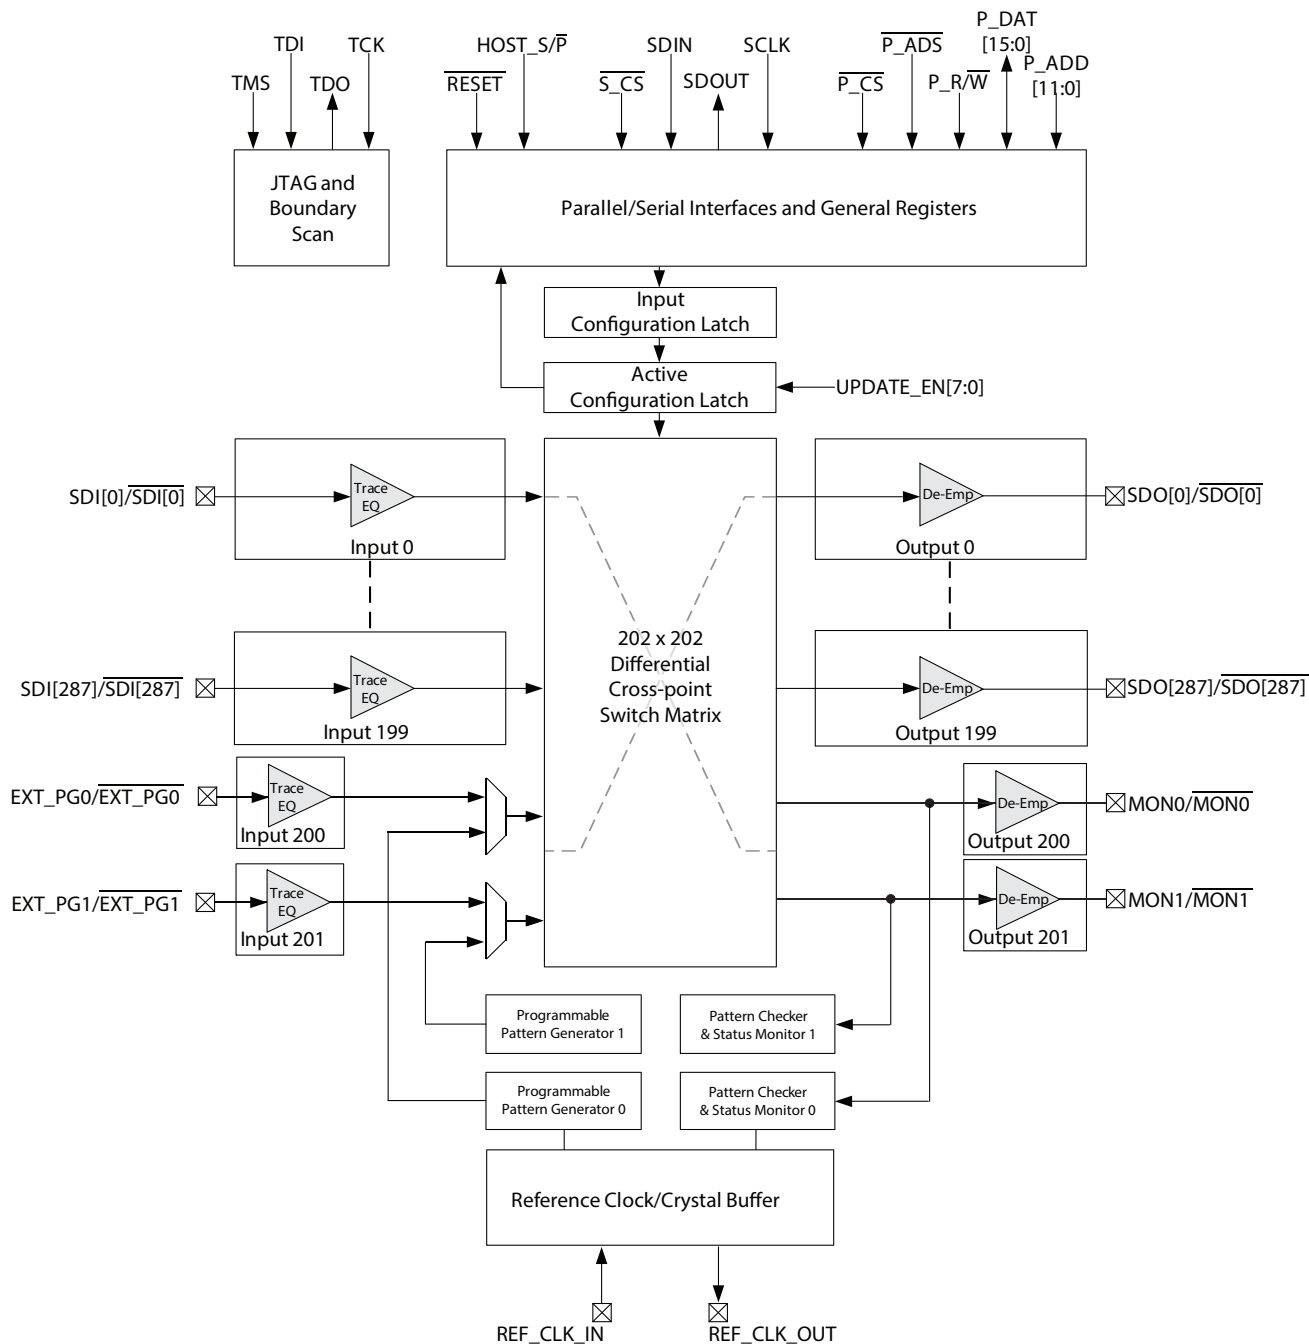 TMS
TDI
TDO
TCK
RESET
HOST_S/P
S_CS
SDIN
SDOUT
SCLK
P_CS
P_ADS
P_R/W
P_DAT
[15:0]
P_ADD
[11:0]
JTAG and
Boundary
Scan
Parallel/Serial Interfaces and General Registers
Input
Configuration Latch
Active
Configuration Latch
UPDATE_EN[7:0]
SDI[0]/SDI[0]
Trace
EQ
Input 0
De-Emp
Output 0
SDO[0]/SDO[0]
202 x 202
Differential
Cross-point
Switch Matrix
SDI[287]/SDI[287]
Trace
EQ
Input 199
De-Emp
Output 199
SDO[287]/SDO[287]
EXT_PG0/EXT_PG0
Trace
EQ
Input 200
De-Emp
Output 200
MON0/MON0
EXT_PG1/EXT_PG1
Trace
EQ
Input 201
De-Emp
Output 201
MON1/MON1
Programmable
Pattern Generator 1
Pattern Checker
& Status Monitor 1
Programmable
Pattern Generator 0
Pattern Checker
& Status Monitor 0
Reference Clock/Crystal Buffer
REF_CLK_IN
REF_CLK_OUT